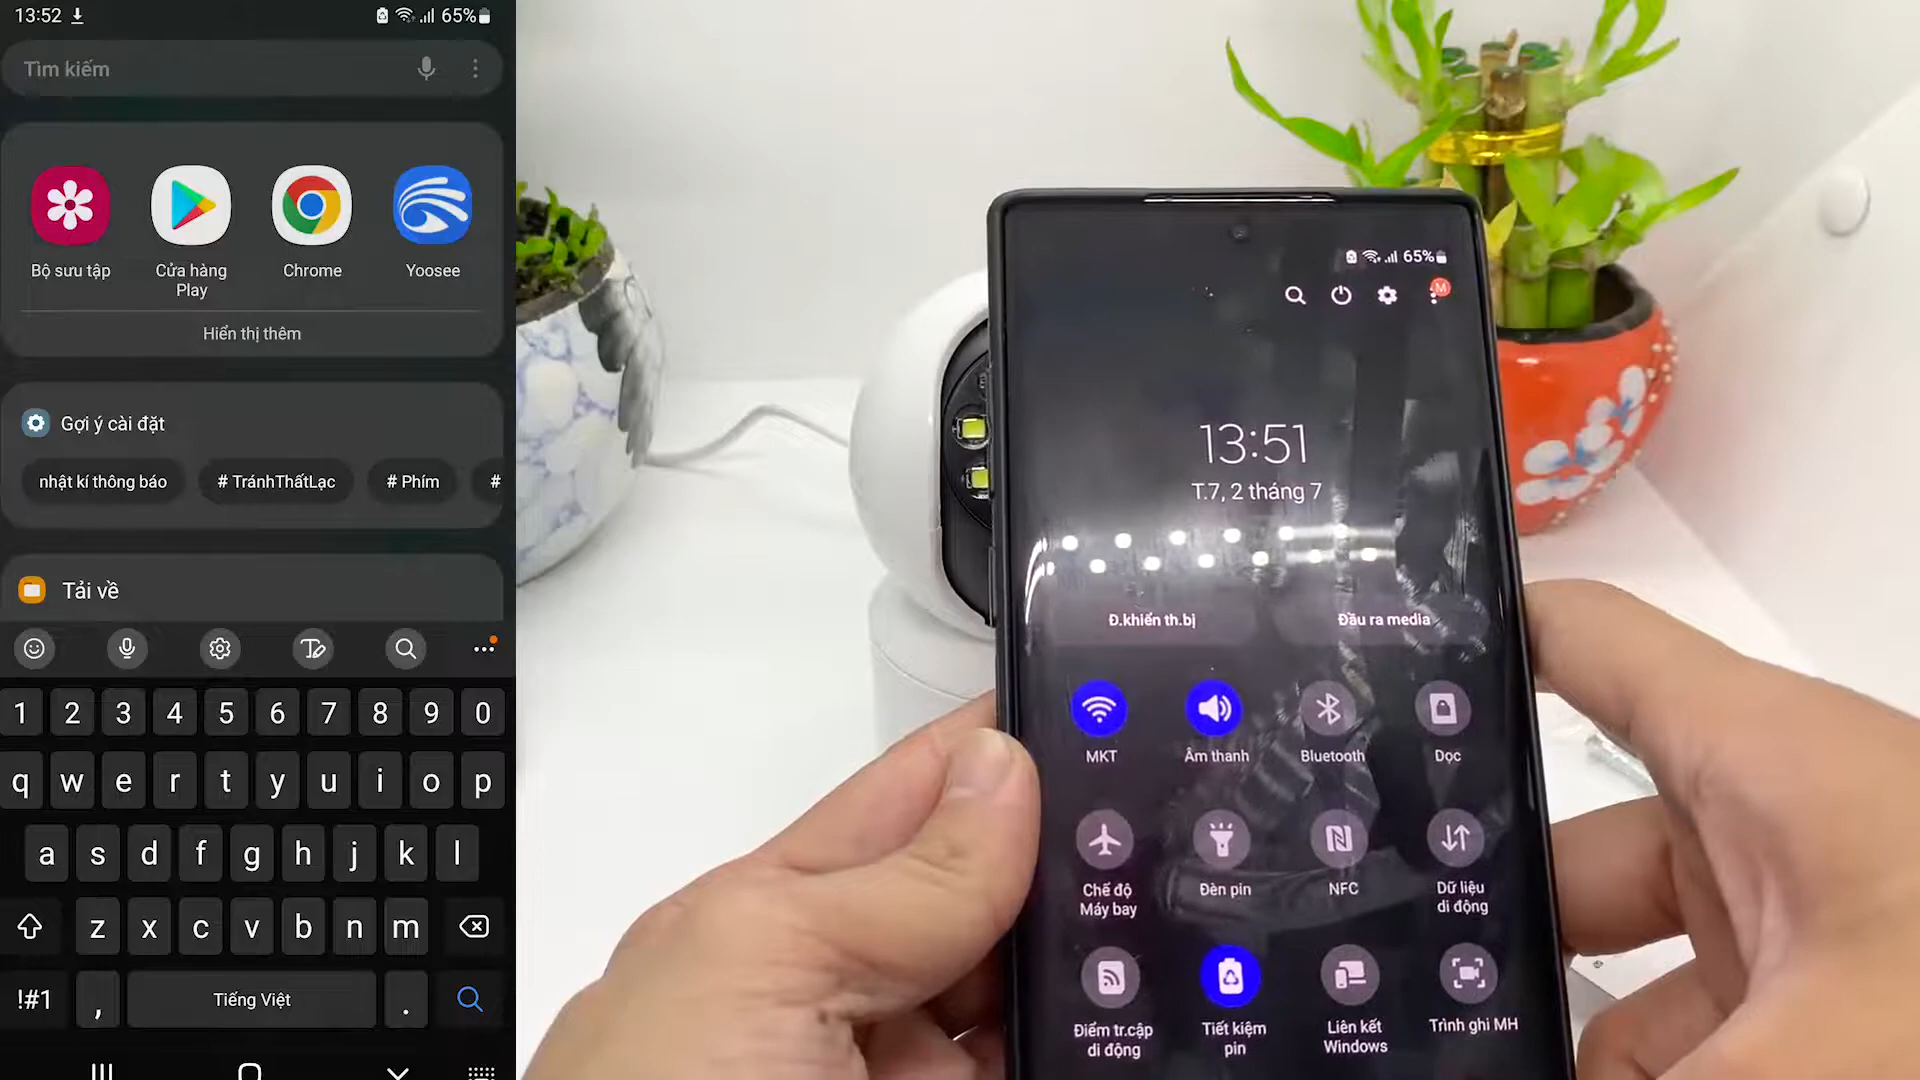 13:52
65%
Tìm kiếm
Bộ sưu tập
Cửa hàng
Play
Chrome
Yoosee
Hiển thị thêm
Gợi ý cài đặt
nhật kí thông báo
# TránhThấtLạc
# Phím
#
Tải về
1 2 3 4 5 6 7 8 9 0
q w e r t y u i o p
a s d f g h j k l
z x c v b n m
!#1 , Tiếng Việt .
65%
M
13:51
T.7, 2 tháng 7
Đ.khiển th.bị
Đầu ra media
MKT
Âm thanh
Bluetooth
Dọc
Chế độ
Máy bay
Đèn pin
NFC
Dữ liệu
di động
Điểm tr.cập
di động
Tiết kiệm
pin
Liên kết
Windows
Trình ghi MH